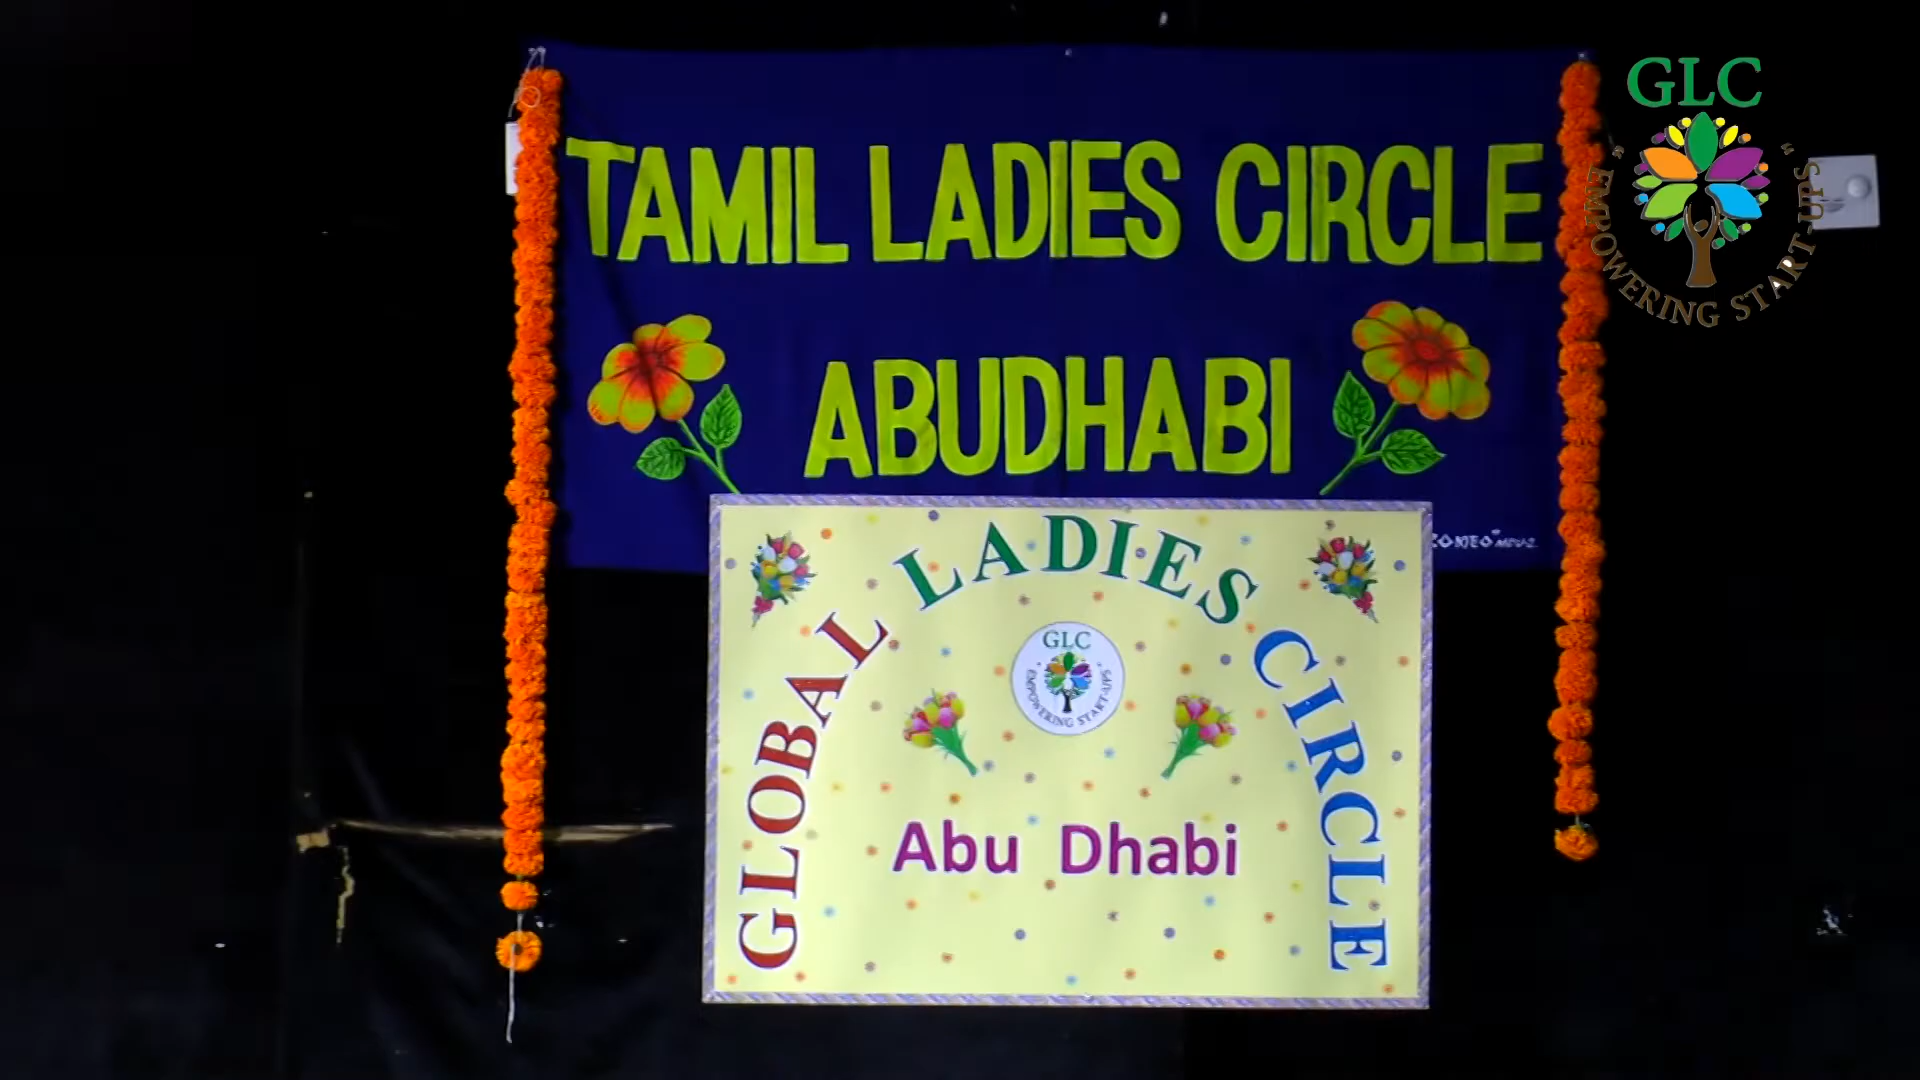 TAMIL LADIES CIRCLE
ABUDHABI
GLOBAL LADIES CIRCLE
GLC
"EMPOWERING START-UPS"
Abu Dhabi
GLC
"EMPOWERING START-UPS"